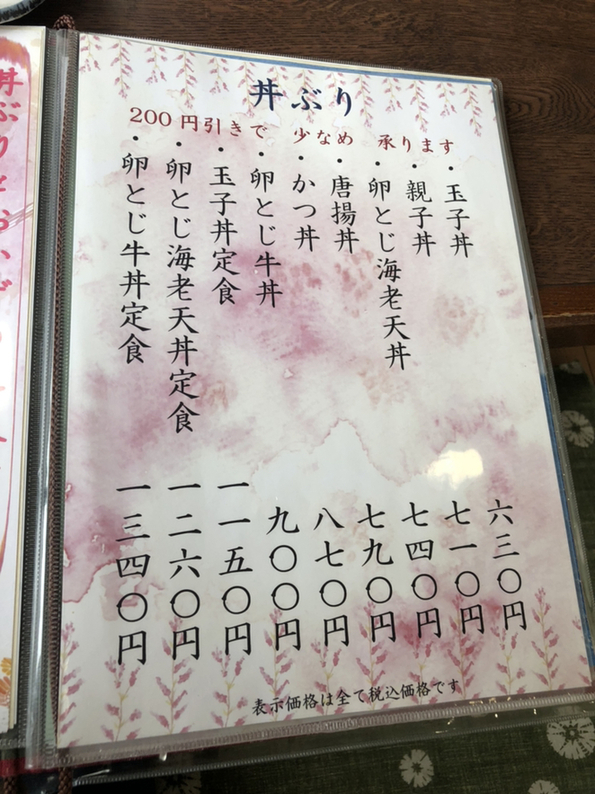 丼ぶり
200円引きで 少なめ 承ります
・玉子丼 六三〇円
・親子丼 七一〇円
・卵とじ海老天丼 七四〇円
・唐揚丼 七九〇円
・かつ丼 八七〇円
・卵とじ牛丼 九〇〇円
・玉子丼定食 一一五〇円
・卵とじ海老天丼定食 一二六〇円
・卵とじ牛丼定食 一三四〇円
表示価格は全て税込価格です
丼ぶりと